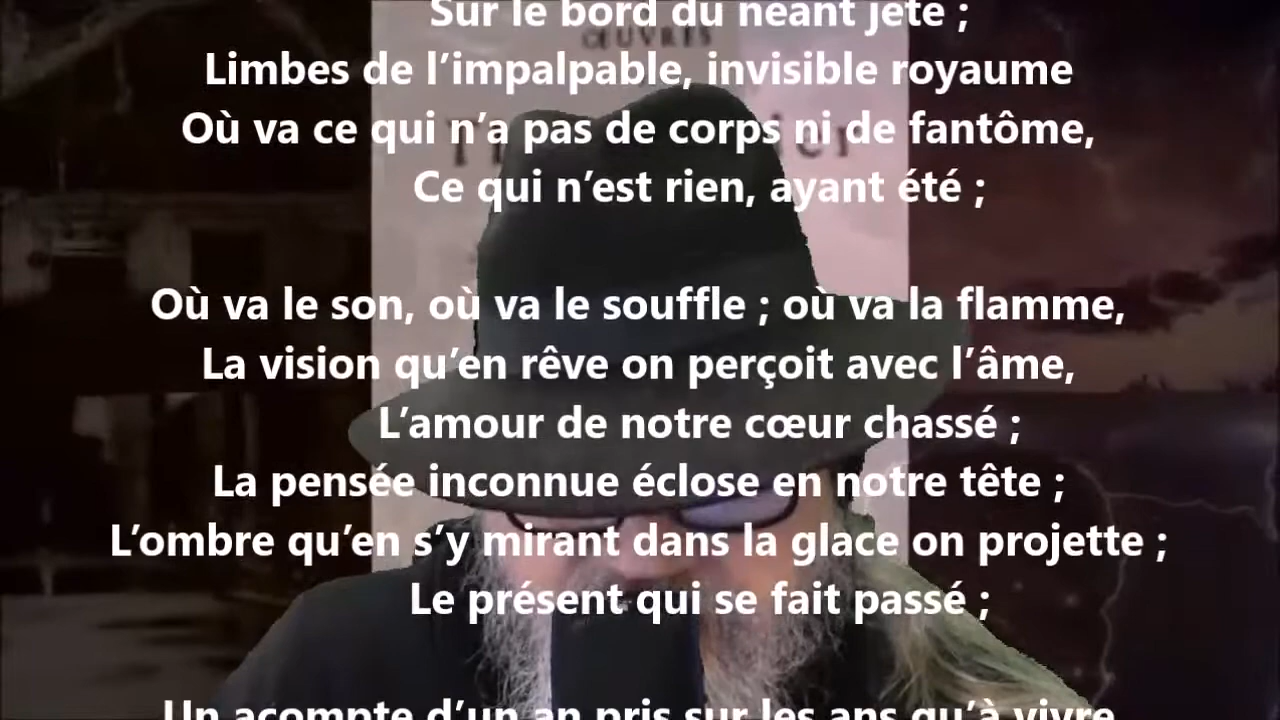 Sur le bord du néant jeté ;
ŒUVRES
Limbes de l’impalpable, invisible royaume
Où va ce qui n’a pas de corps ni de fantôme,
Ce qui n’est rien, ayant été ;
Où va le son, où va le souffle ; où va la flamme,
La vision qu’en rêve on perçoit avec l’âme,
L’amour de notre cœur chassé ;
La pensée inconnue éclose en notre tête ;
L’ombre qu’en s’y mirant dans la glace on projette ;
Le présent qui se fait passé ;
Un acompte d’un an pris sur les ans qu’à vivre